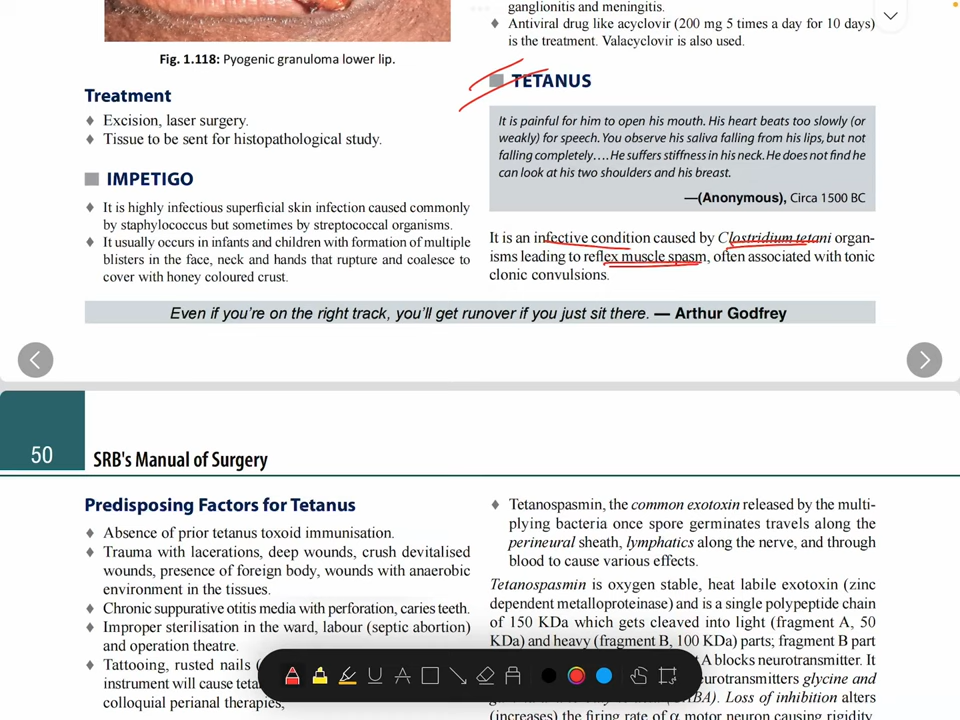 Fig. 1.118: Pyogenic granuloma lower lip.
Treatment
♦ Excision, laser surgery.
♦ Tissue to be sent for histopathological study.
IMPETIGO
♦ It is highly infectious superficial skin infection caused commonly
by staphylococcus but sometimes by streptococcal organisms.
♦ It usually occurs in infants and children with formation of multiple
blisters in the face, neck and hands that rupture and coalesce to
cover with honey coloured crust.
ganglionitis and meningitis.
♦ Antiviral drug like acyclovir (200 mg 5 times a day for 10 days)
is the treatment. Valacyclovir is also used.
TETANUS
It is painful for him to open his mouth. His heart beats too slowly (or
weakly) for speech. You observe his saliva falling from his lips, but not
falling completely.... He suffers stiffness in his neck. He does not find he
can look at his two shoulders and his breast.
—(Anonymous), Circa 1500 BC
It is an infective condition caused by Clostridium tetani organ-
isms leading to reflex muscle spasm, often associated with tonic
clonic convulsions.
Even if you're on the right track, you'll get runover if you just sit there. — Arthur Godfrey
50
SRB's Manual of Surgery
Predisposing Factors for Tetanus
♦ Absence of prior tetanus toxoid immunisation.
♦ Trauma with lacerations, deep wounds, crush devitalised
wounds, presence of foreign body, wounds with anaerobic
environment in the tissues.
♦ Chronic suppurative otitis media with perforation, caries teeth.
♦ Improper sterilisation in the ward, labour (septic abortion)
and operation theatre.
♦ Tattooing, rusted nails (
instrument will cause
colloquial perianal therapies,
♦ Tetanospasmin, the common exotoxin released by the multi-
plying bacteria once spore germinates travels along the
perineural sheath, lymphatics along the nerve, and through
blood to cause various effects.
Tetanospasmin is oxygen stable, heat labile exotoxin (zinc
dependent metalloproteinase) and is a single polypeptide chain
of 150 KDa which gets cleaved into light (fragment A, 50
KDa) and heavy (fragment B, 100 KDa) parts; fragment B part
A blocks neurotransmitter. It
glycine and
Loss of inhibition alters
(increases) the firing rate of α motor neuron causing rigidity,